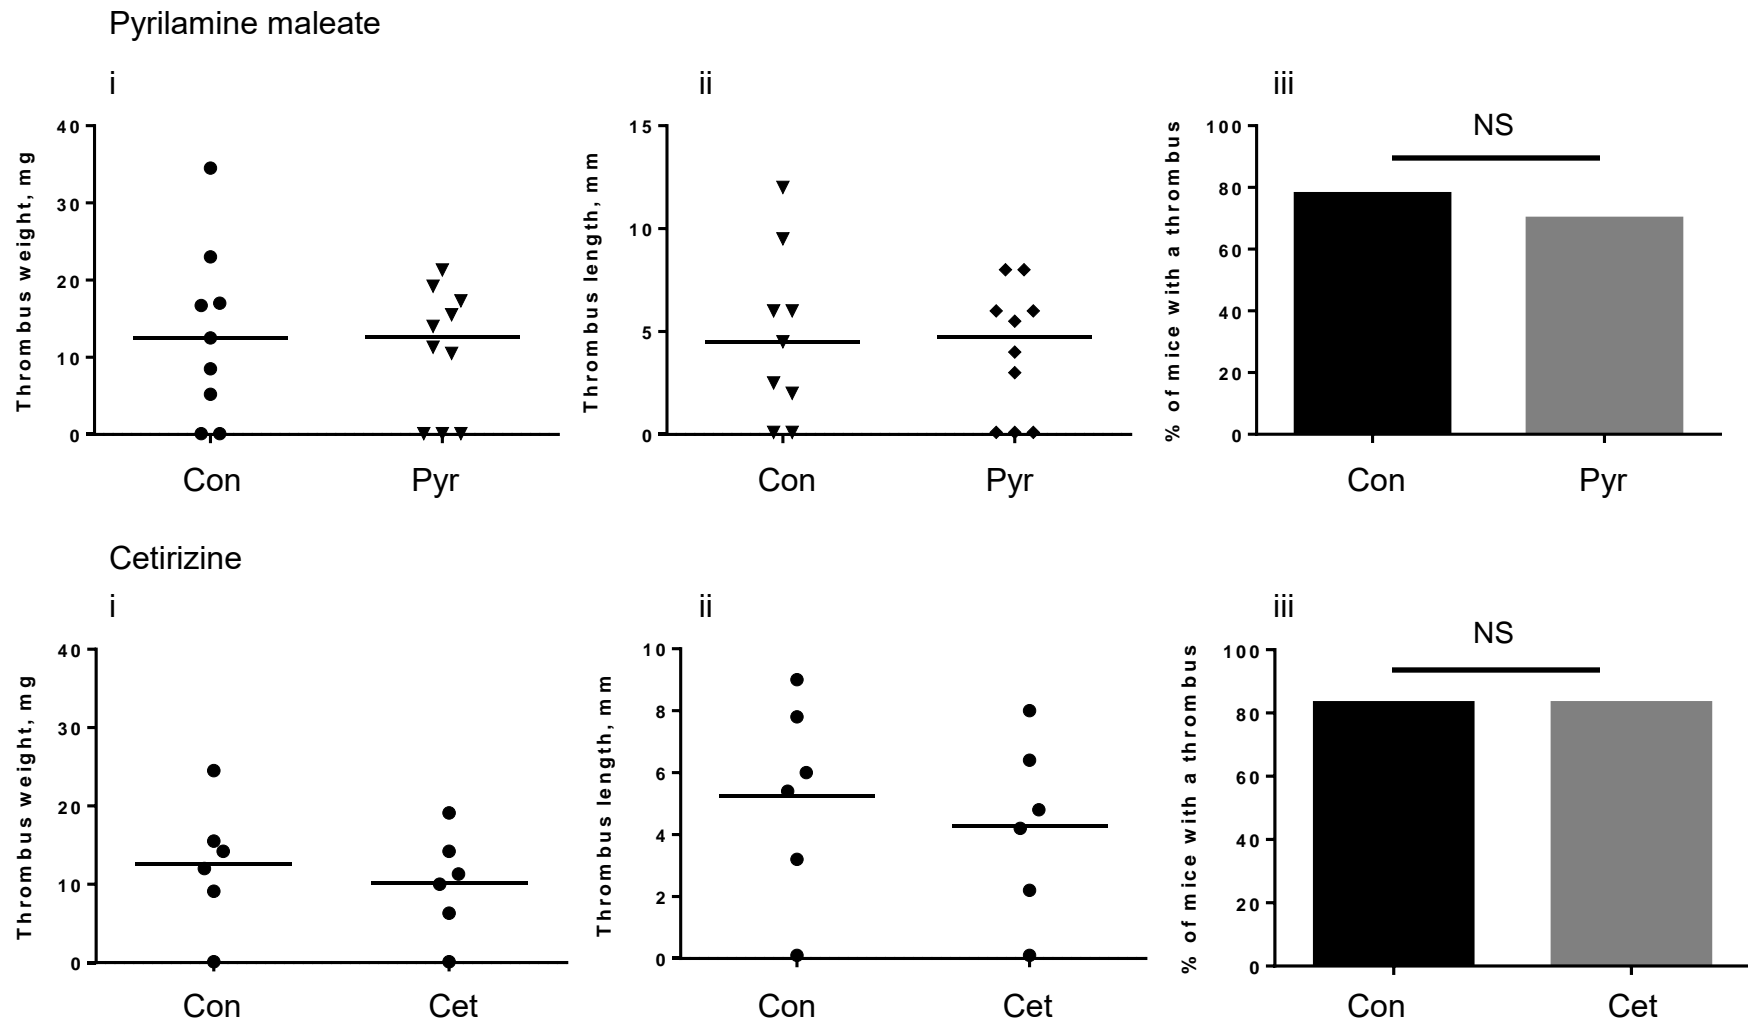 Pyrilamine maleate
i
ii
iii
Thrombus weight, mg
40
30
20
10
0
Con
Pyr
Thrombus length, mm
15
10
5
0
Con
Pyr
% of mice with a thrombus
100
80
60
40
20
0
NS
Con
Pyr
Cetirizine
i
ii
iii
Thrombus weight, mg
40
30
20
10
0
Con
Cet
Thrombus length, mm
10
8
6
4
2
0
Con
Cet
% of mice with a thrombus
100
80
60
40
20
0
NS
Con
Cet